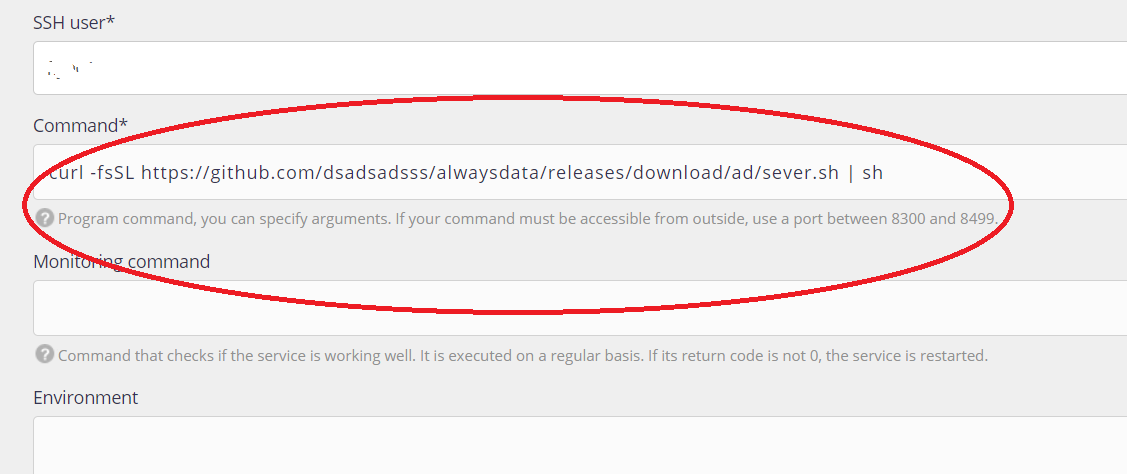 SSH user*
Command*
curl -fsSL https://github.com/dsadsadsss/alwaysdata/releases/download/ad/sever.sh | sh
Program command, you can specify arguments. If your command must be accessible from outside, use a port between 8300 and 8499.
Monitoring command
Command that checks if the service is working well. It is executed on a regular basis. If its return code is not 0, the service is restarted.
Environment